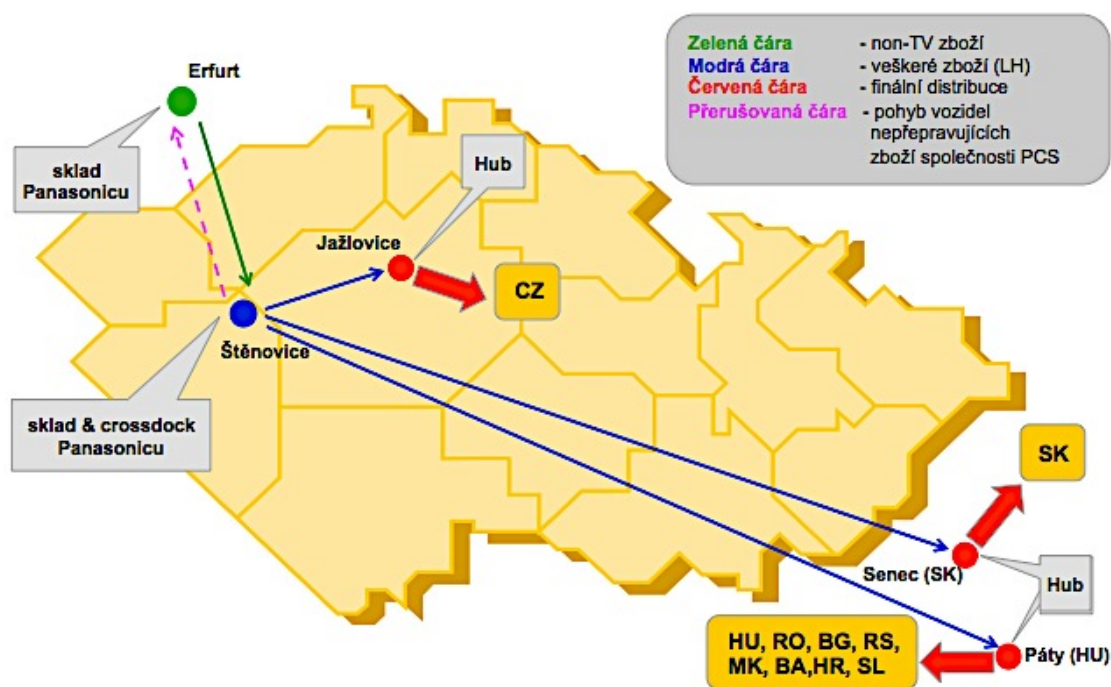 Zelená čára - non-TV zboží
Modrá čára - veškeré zboží (LH)
Červená čára - finální distribuce
Přerušovaná čára - pohyb vozidel
nepřepravujících
zboží společnosti PCS
Erfurt
sklad
Panasonicu
Hub
Jažlovice
CZ
Štěnovice
sklad & crossdock
Panasonicu
SK
Senec (SK)
Hub
HU, RO, BG, RS,
MK, BA,HR, SL
Páty (HU)